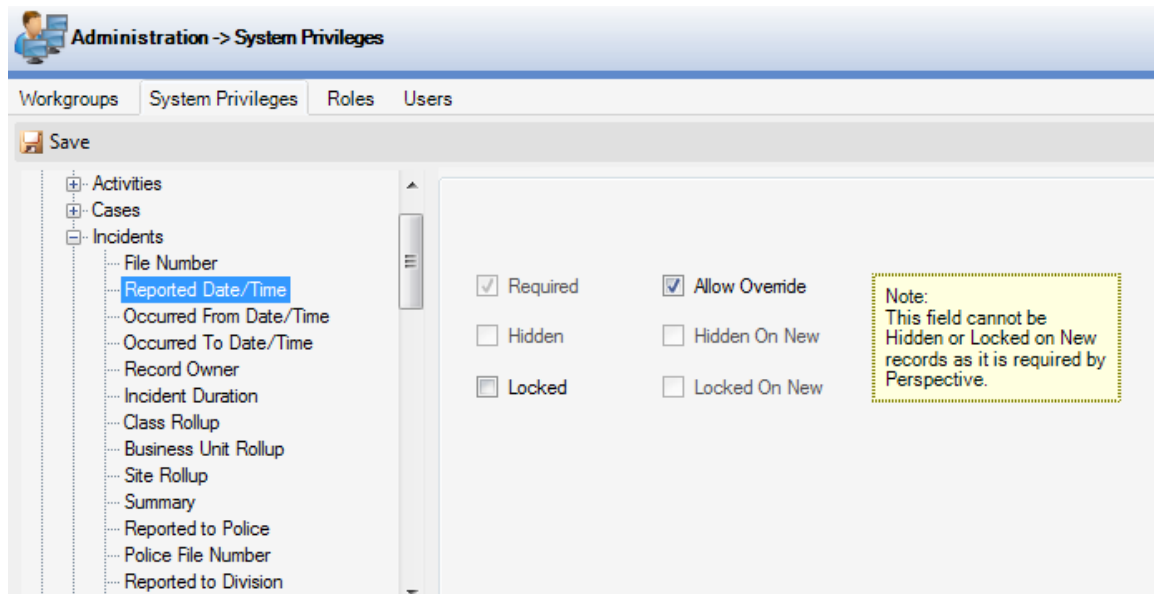 Administration -> System Privileges
Workgroups System Privileges Roles Users
Save
Activities
Cases
Incidents
File Number
Reported Date/Time
Occurred From Date/Time
Occurred To Date/Time
Record Owner
Incident Duration
Class Rollup
Business Unit Rollup
Site Rollup
Summary
Reported to Police
Police File Number
Reported to Division
Required Allow Override
Hidden Hidden On New
Locked Locked On New
Note:
This field cannot be
Hidden or Locked on New
records as it is required by
Perspective.